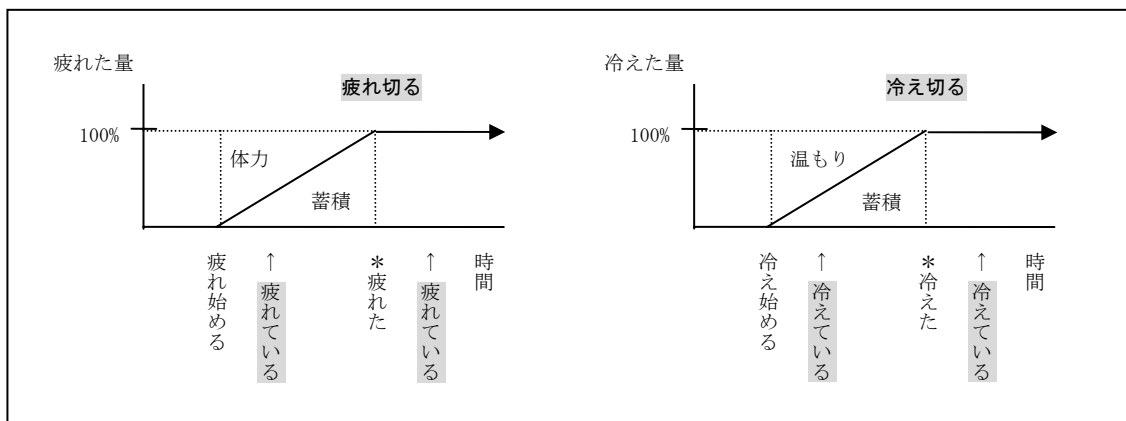 疲れた量
疲れ切る
100%
体力
蓄積
疲れ始める
↑疲れている
＊疲れた
↑疲れている
時間
冷えた量
冷え切る
100%
温もり
蓄積
冷え始める
↑冷えている
＊冷えた
↑冷えている
時間